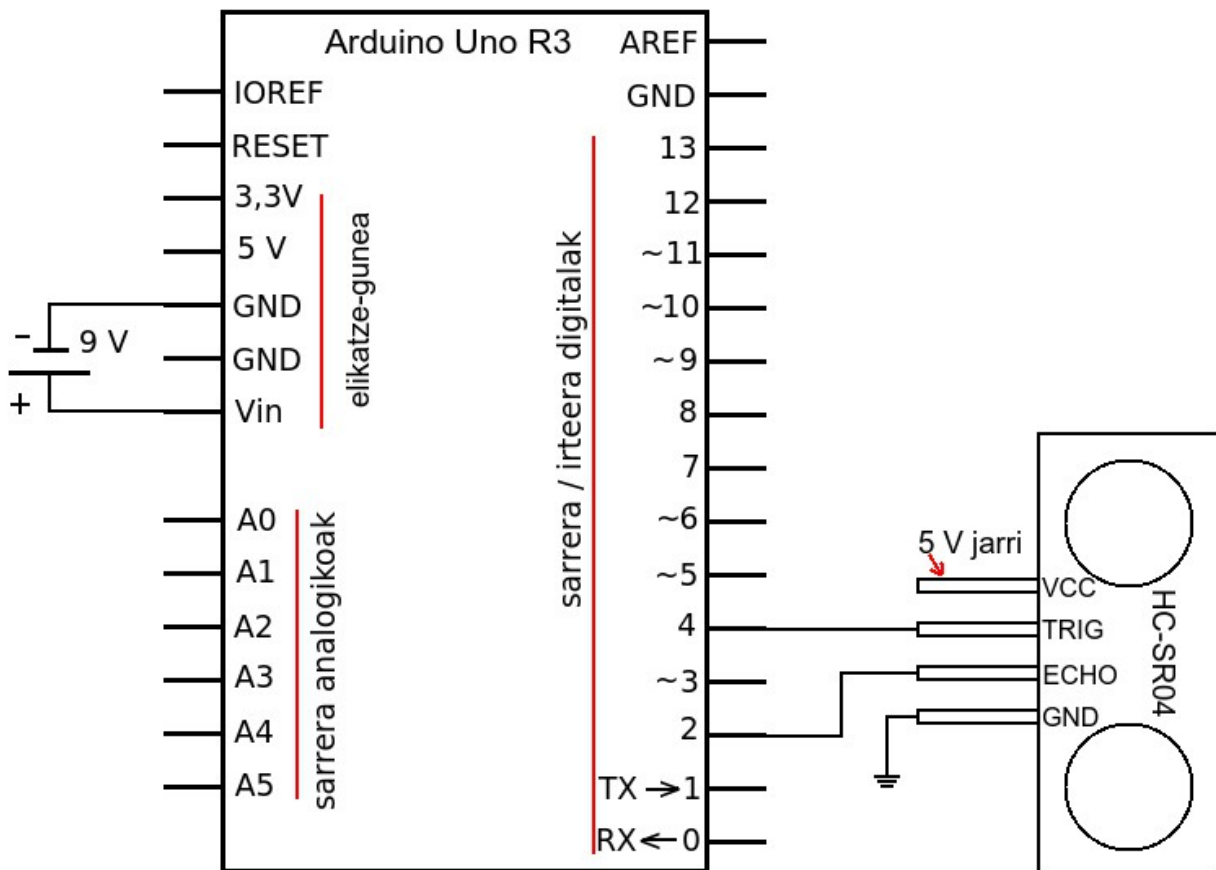 Arduino Uno R3
IOREF
RESET
3,3V
5 V
GND
GND
Vin
elikatze-gunea
-
9 V
+
A0
A1
A2
A3
A4
A5
sarrera analogikoak
AREF
GND
13
12
~11
~10
~9
8
7
~6
~5
4
~3
2
TX → 1
RX ← 0
sarrera / irteera digitalak
5 V jarri
VCC
TRIG
ECHO
GND
HC-SR04